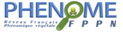 PHENOME
Réseau Français
Phénomique végétale
FPPN